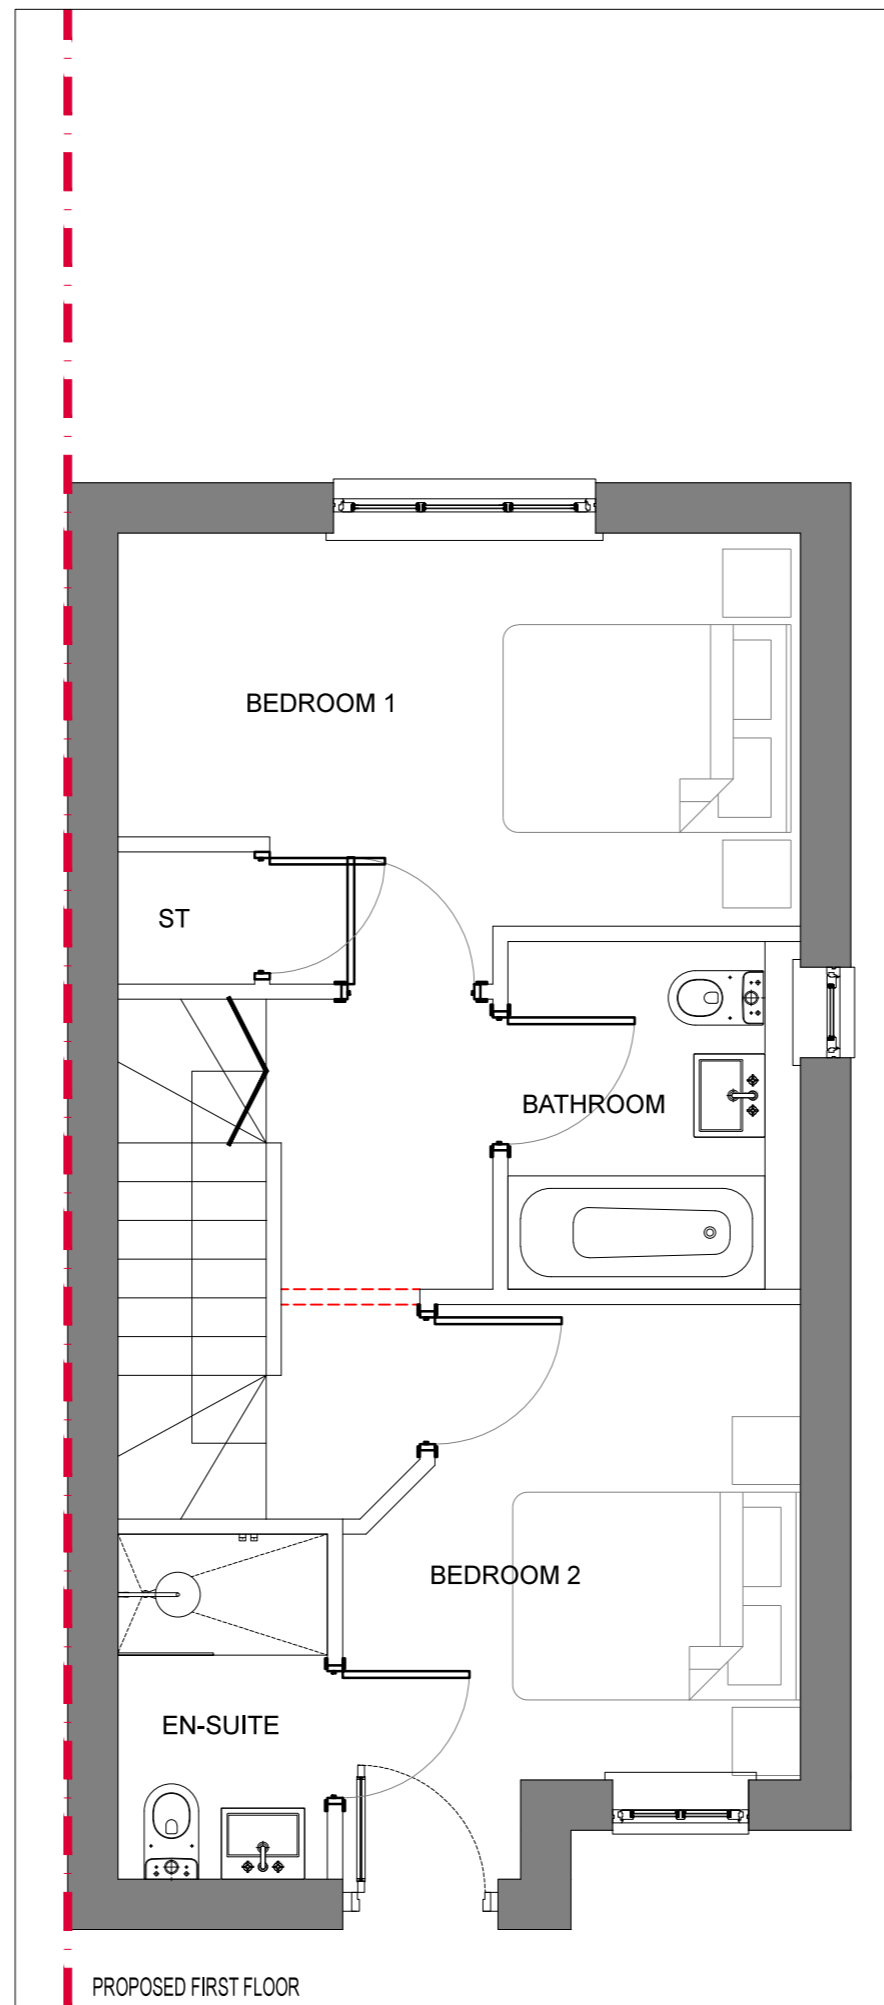 BEDROOM 1
ST
BATHROOM
BEDROOM 2
EN-SUITE
PROPOSED FIRST FLOOR